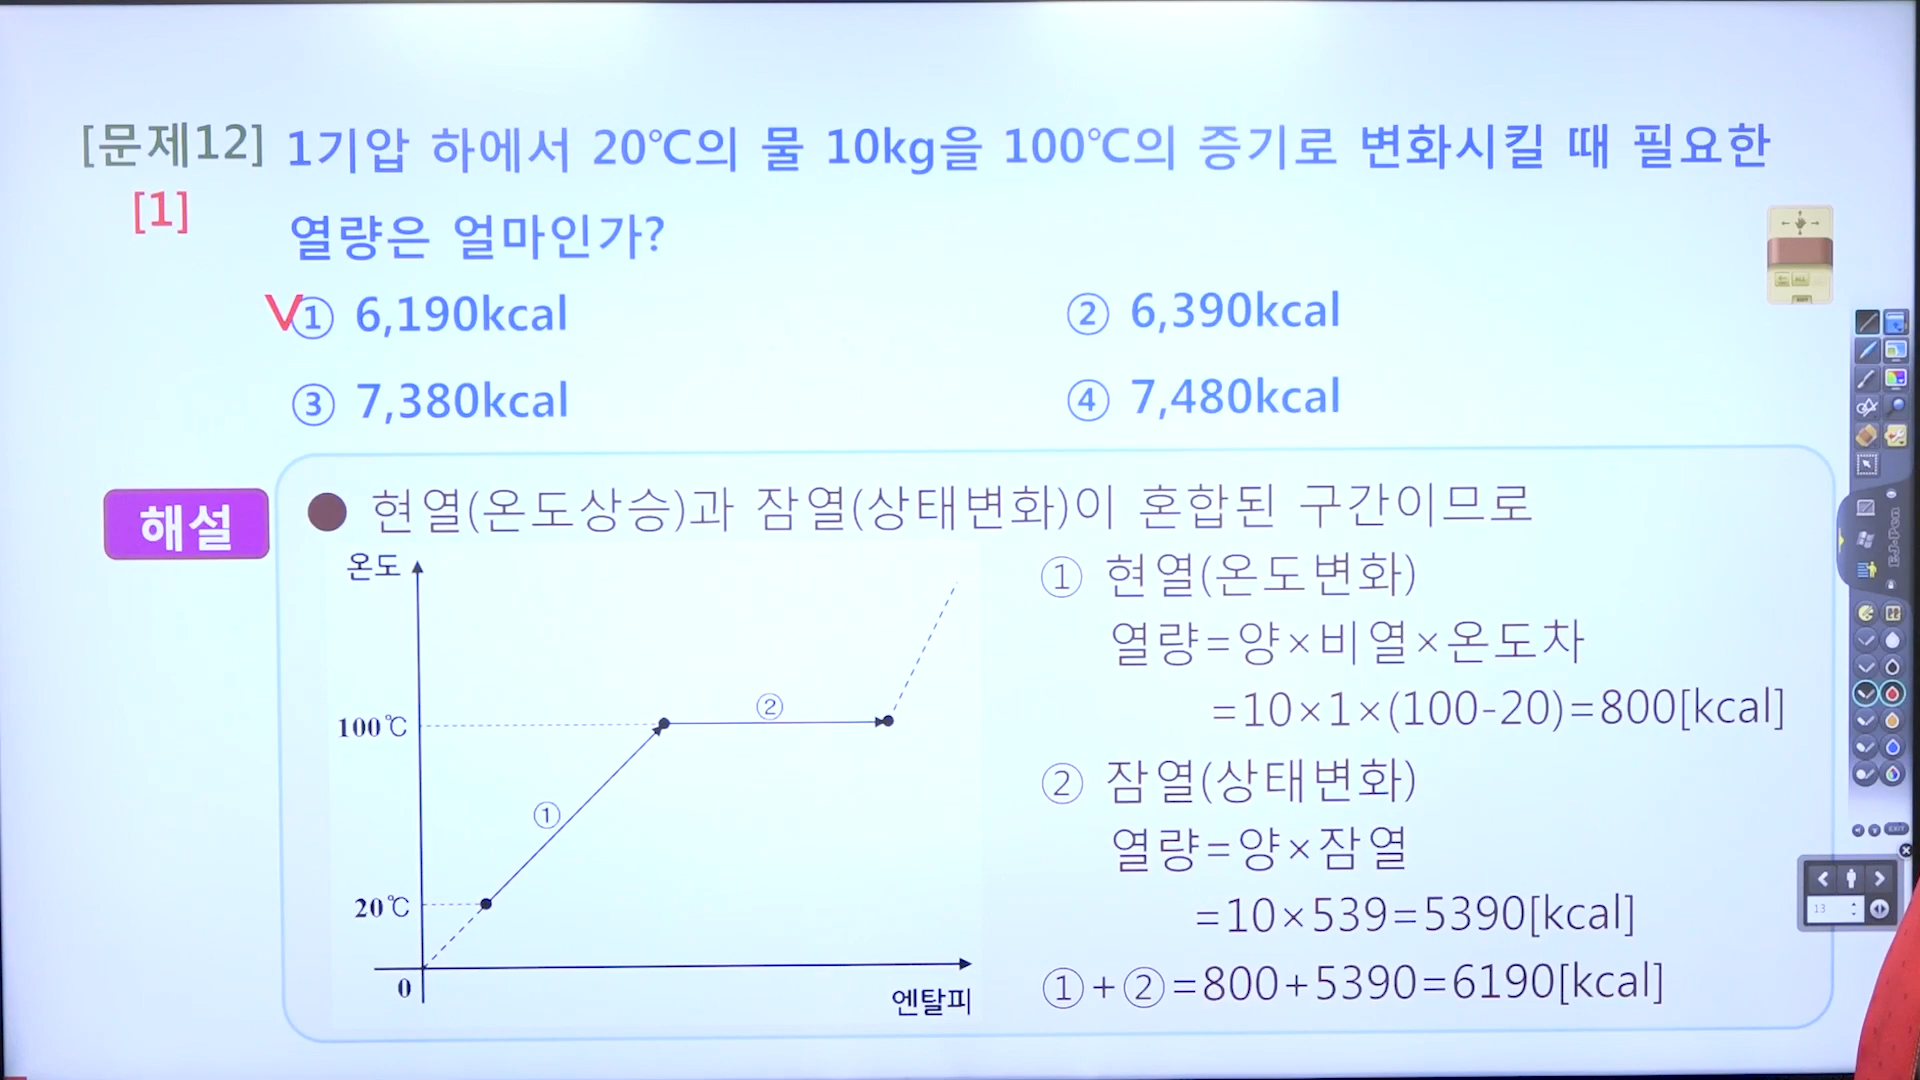 [문제12] 1기압 하에서 20℃의 물 10kg을 100℃의 증기로 변화시킬 때 필요한
[1] 열량은 얼마인가?
V① 6,190kcal ② 6,390kcal
③ 7,380kcal ④ 7,480kcal
해설
● 현열(온도상승)과 잠열(상태변화)이 혼합된 구간이므로
온도
100℃
②
①
20℃
0
엔탈피
① 현열(온도변화)
열량=양×비열×온도차
=10×1×(100-20)=800[kcal]
② 잠열(상태변화)
열량=양×잠열
=10×539=5390[kcal]
①+②=800+5390=6190[kcal]
EJ-Pen
EXIT
13